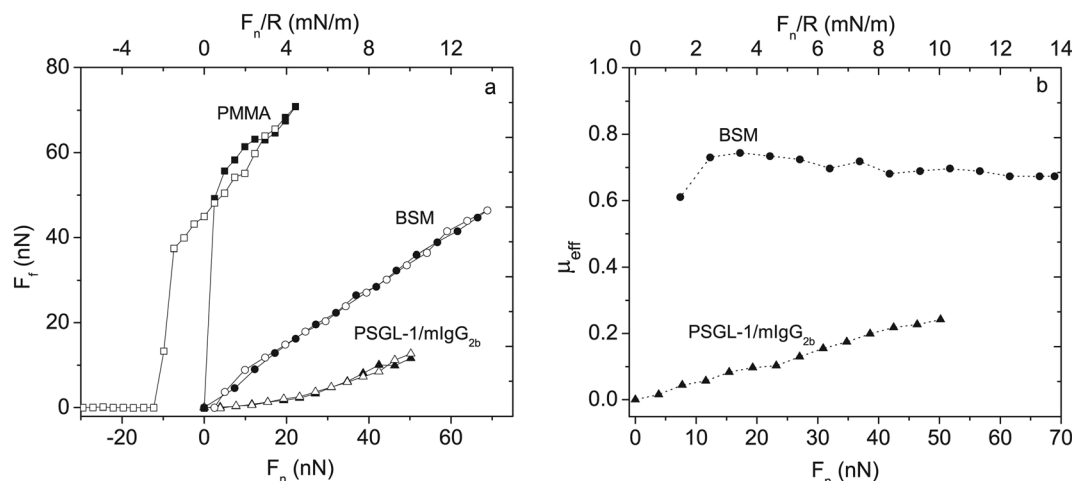 F_n/R (mN/m)
-4 0 4 8 12
a
80
60
40
20
0
F_f (nN)
PMMA
BSM
PSGL-1/mIgG_2b
-20 0 20 40 60
F_n (nN)
F_n/R (mN/m)
0 2 4 6 8 10 12 14
b
1.0
0.8
0.6
0.4
0.2
0.0
μ_eff
BSM
PSGL-1/mIgG_2b
0 10 20 30 40 50 60 70
F_n (nN)